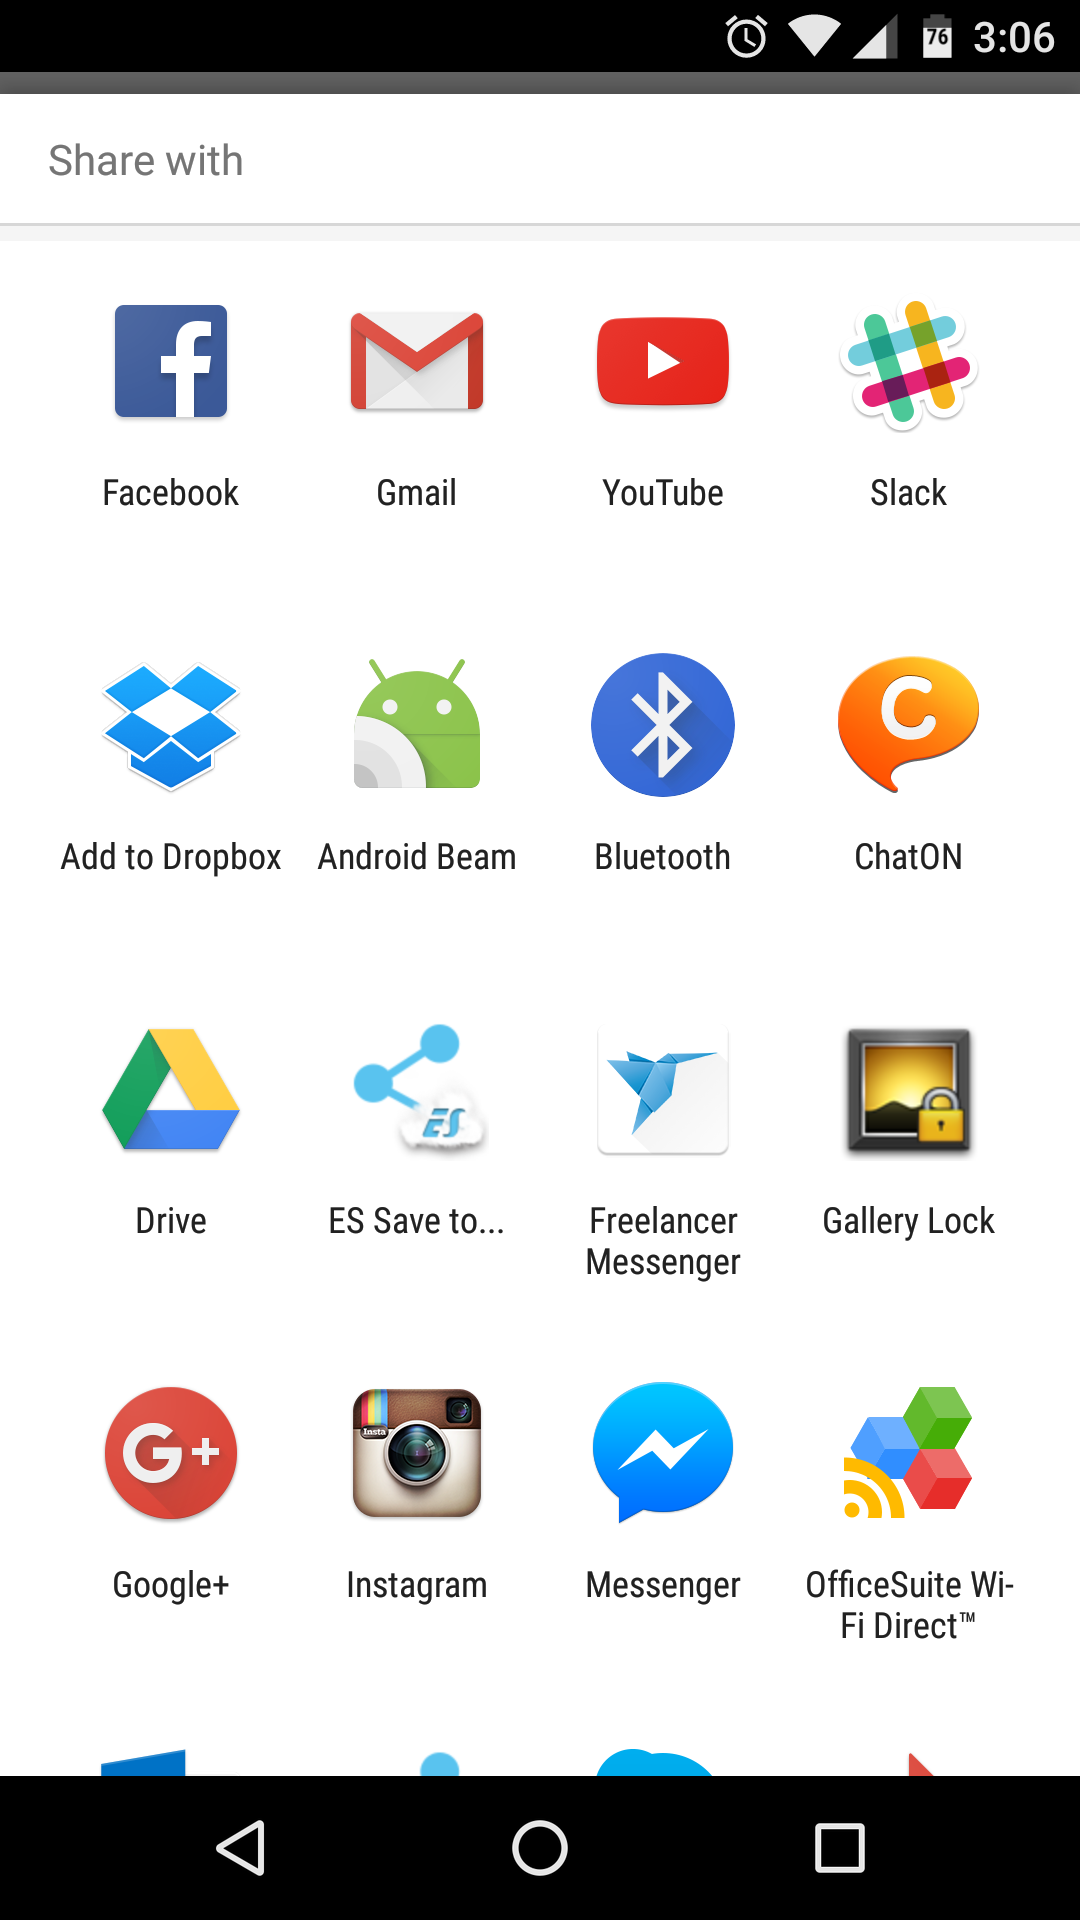 76 3:06
Share with
Facebook Gmail YouTube Slack
Add to Dropbox Android Beam Bluetooth ChatON
Drive ES Save to... Freelancer Gallery Lock
Messenger
Insta
Google+ Instagram Messenger OfficeSuite Wi-
Fi Direct™